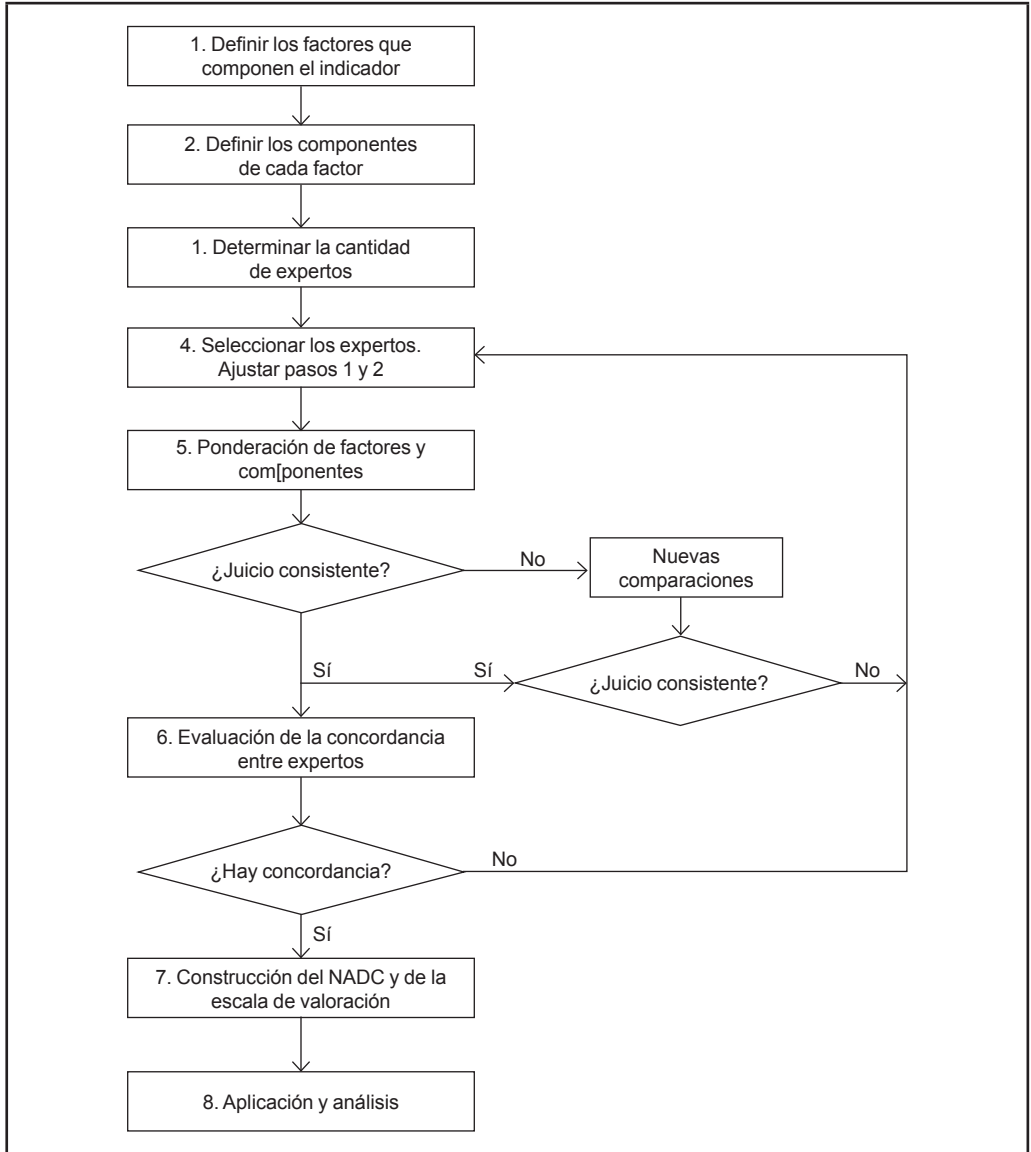 1. Definir los factores que
componen el indicador
2. Definir los componentes
de cada factor
1. Determinar la cantidad
de expertos
4. Seleccionar los expertos.
Ajustar pasos 1 y 2
5. Ponderación de factores y
com[ponentes
¿Juicio consistente?
No
Nuevas
comparaciones
Sí
Sí
¿Juicio consistente?
No
6. Evaluación de la concordancia
entre expertos
¿Hay concordancia?
No
Sí
7. Construcción del NADC y de la
escala de valoración
8. Aplicación y análisis